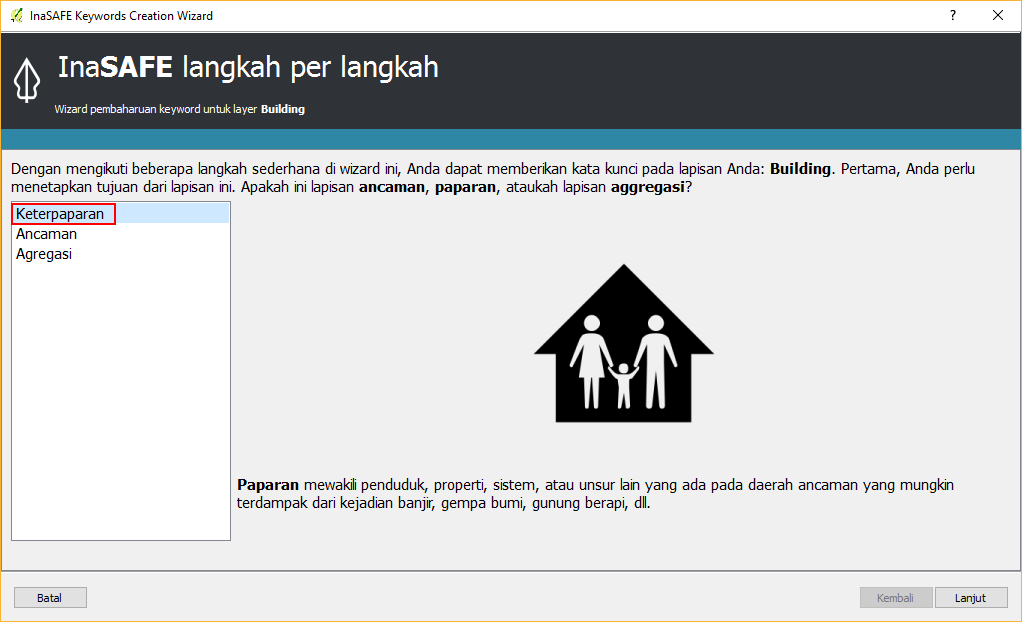 InaSAFE Keywords Creation Wizard
?
InaSAFE langkah per langkah
Wizard pembaharuan keyword untuk layer Building
Dengan mengikuti beberapa langkah sederhana di wizard ini, Anda dapat memberikan kata kunci pada lapisan Anda: Building. Pertama, Anda perlu
menetapkan tujuan dari lapisan ini. Apakah ini lapisan ancaman, paparan, ataukah lapisan aggregasi?
Keterpaparan
Ancaman
Agregasi
Paparan mewakili penduduk, properti, sistem, atau unsur lain yang ada pada daerah ancaman yang mungkin
terdampak dari kejadian banjir, gempa bumi, gunung berapi, dll.
Batal
Kembali
Lanjut